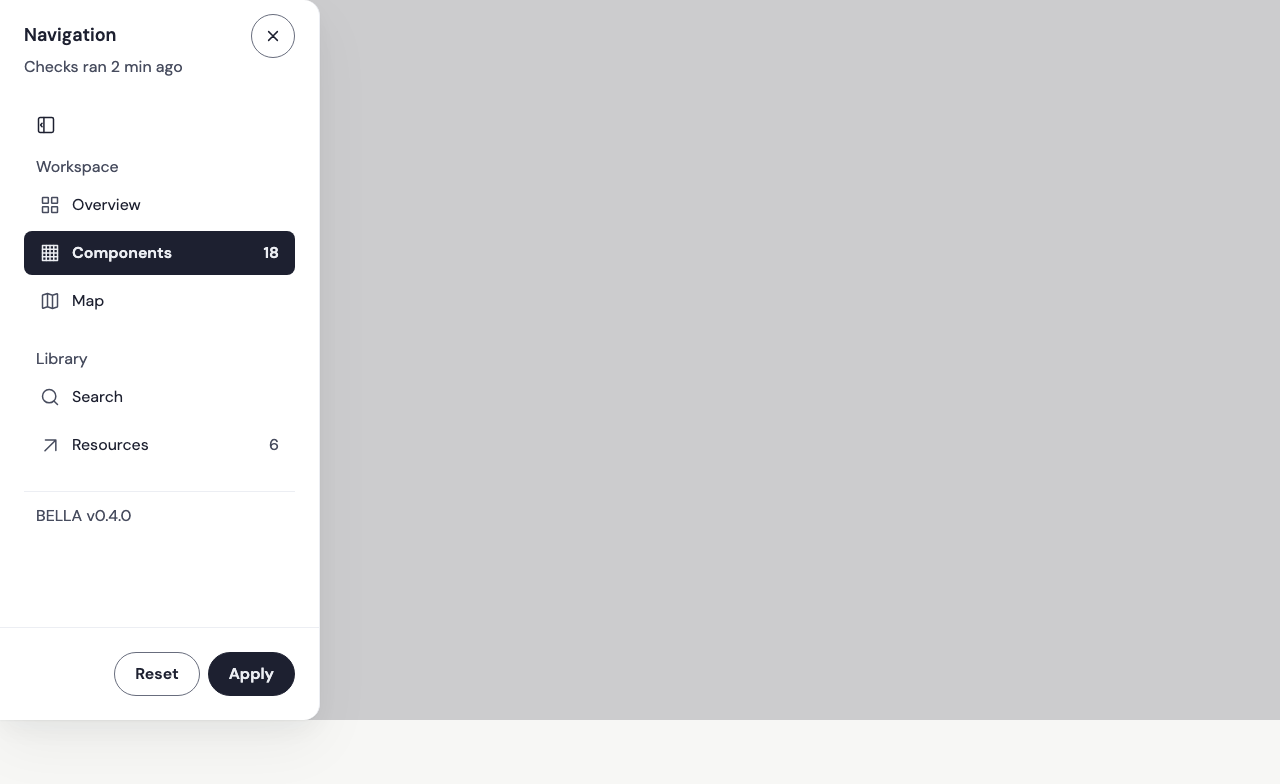 Navigation
Checks ran 2 min ago
Workspace
Overview
Components 18
Map
Library
Search
Resources 6
BELLA v0.4.0
Reset Apply